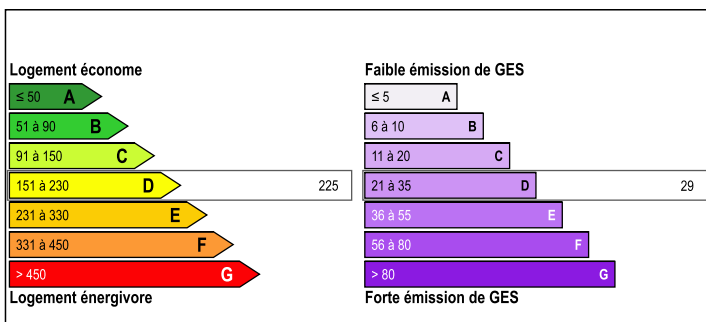 Logement économe
≤ 50 A
51 à 90 B
91 à 150 C
151 à 230 D 225
231 à 330 E
331 à 450 F
> 450 G
Logement énergivore
Faible émission de GES
≤ 5 A
6 à 10 B
11 à 20 C
21 à 35 D 29
36 à 55 E
56 à 80 F
> 80 G
Forte émission de GES